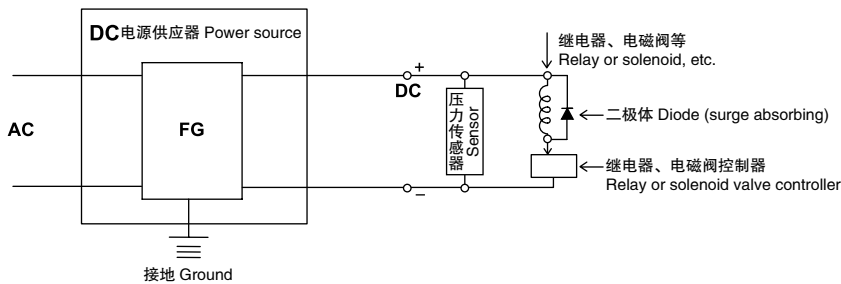 DC电源供应器 Power source
继电器、电磁阀等
Relay or solenoid, etc.
+
DC
压力传感器
Sensor
二极体 Diode (surge absorbing)
AC
FG
继电器、电磁阀控制器
Relay or solenoid valve controller
−
接地 Ground